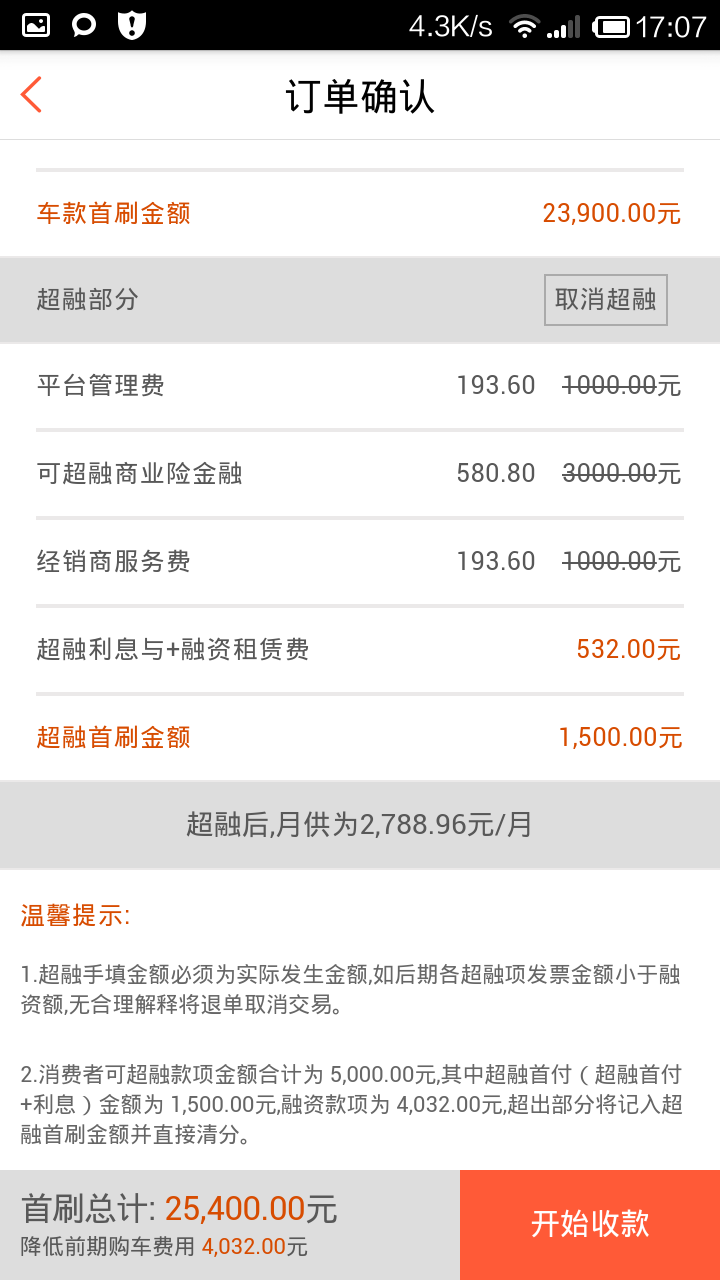 4.3K/s 17:07
订单确认
车款首刷金额 23,900.00元
超融部分 取消超融
平台管理费 193.60 1000.00元
可超融商业险金融 580.80 3000.00元
经销商服务费 193.60 1000.00元
超融利息与+融资租赁费 532.00元
超融首刷金额 1,500.00元
超融后,月供为2,788.96元/月
温馨提示:
1.超融手填金额必须为实际发生金额,如后期各超融项发票金额小于融
资额,无合理解释将退单取消交易。
2.消费者可超融款项金额合计为 5,000.00元,其中超融首付（超融首付
+利息）金额为 1,500.00元,融资款项为 4,032.00元,超出部分将记入超
融首刷金额并直接清分。
首刷总计: 25,400.00元
降低前期购车费用 4,032.00元
开始收款